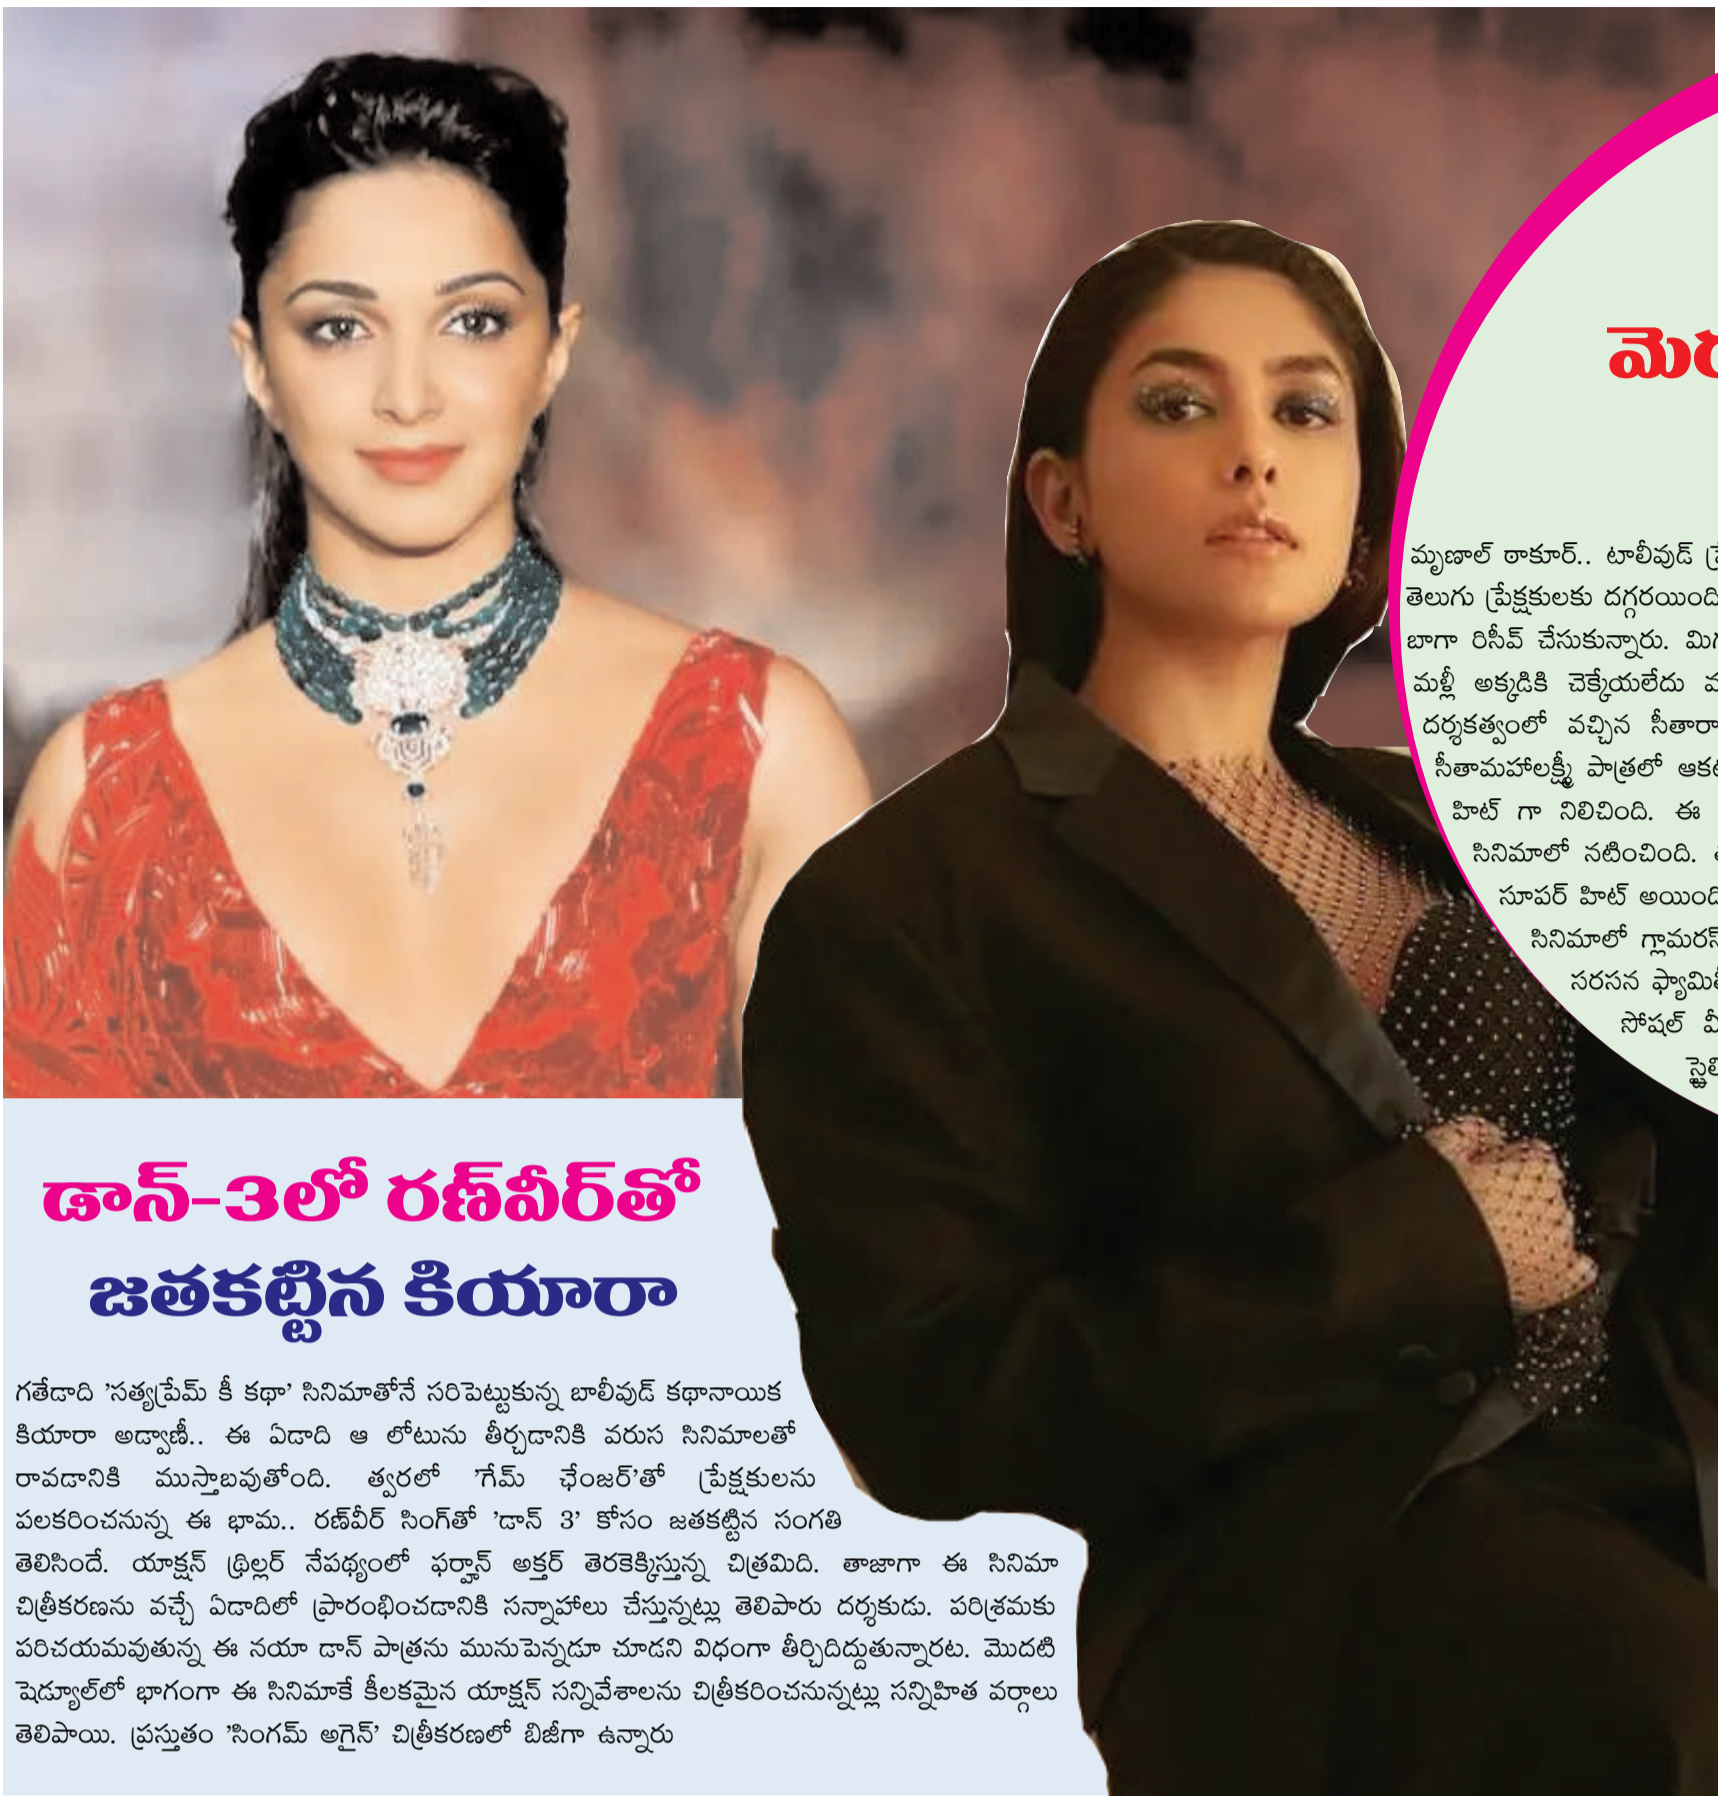 డాన్-3లో రణ్‌వీర్‌తో
జతకట్టిన కియారా
గతేడాది 'సత్యప్రేమ్ కీ కథా' సినిమాతోనే సరిపెట్టుకున్న బాలీవుడ్ కథానాయిక
కియారా అడ్వాణీ.. ఈ ఏడాది ఆ లోటును తీర్చడానికి వరుస సినిమాలతో
రావడానికి ముస్తాబవుతోంది. త్వరలో 'గేమ్ ఛేంజర్'తో ప్రేక్షకులను
పలకరించనున్న ఈ భామ.. రణ్‌వీర్ సింగ్‌తో 'డాన్ 3' కోసం జతకట్టిన సంగతి
తెలిసిందే. యాక్షన్ థ్రిల్లర్ నేపథ్యంలో ఫర్హాన్ అక్తర్ తెరకెక్కిస్తున్న చిత్రమిది. తాజాగా ఈ సినిమా
చిత్రీకరణను వచ్చే ఏడాదిలో ప్రారంభించడానికి సన్నాహాలు చేస్తున్నట్లు తెలిపారు దర్శకుడు. పరిశ్రమకు
పరిచయమవుతున్న ఈ నయా డాన్ పాత్రను మునుపెన్నడూ చూడని విధంగా తీర్చిదిద్దుతున్నారట. మొదటి
షెడ్యూల్‌లో భాగంగా ఈ సినిమాకే కీలకమైన యాక్షన్ సన్నివేశాలను చిత్రీకరించనున్నట్లు సన్నిహిత వర్గాలు
తెలిపాయి. ప్రస్తుతం 'సింగమ్ అగైన్' చిత్రీకరణలో బిజీగా ఉన్నారు
మృణాల్ ఠాకూర్.. టాలీవుడ్
తెలుగు ప్రేక్షకులకు దగ్గరయింది
బాగా రిసీవ్ చేసుకున్నారు.
మళ్లీ అక్కడికి చెక్కేయలేదు
దర్శకత్వంలో వచ్చిన
సీతామహాలక్ష్మీ పాత్రలో
హిట్ గా నిలిచింది. ఈ
సినిమాలో నటించింది.
సూపర్ హిట్ అయింది
సినిమాలో
సరసన
సోషల్